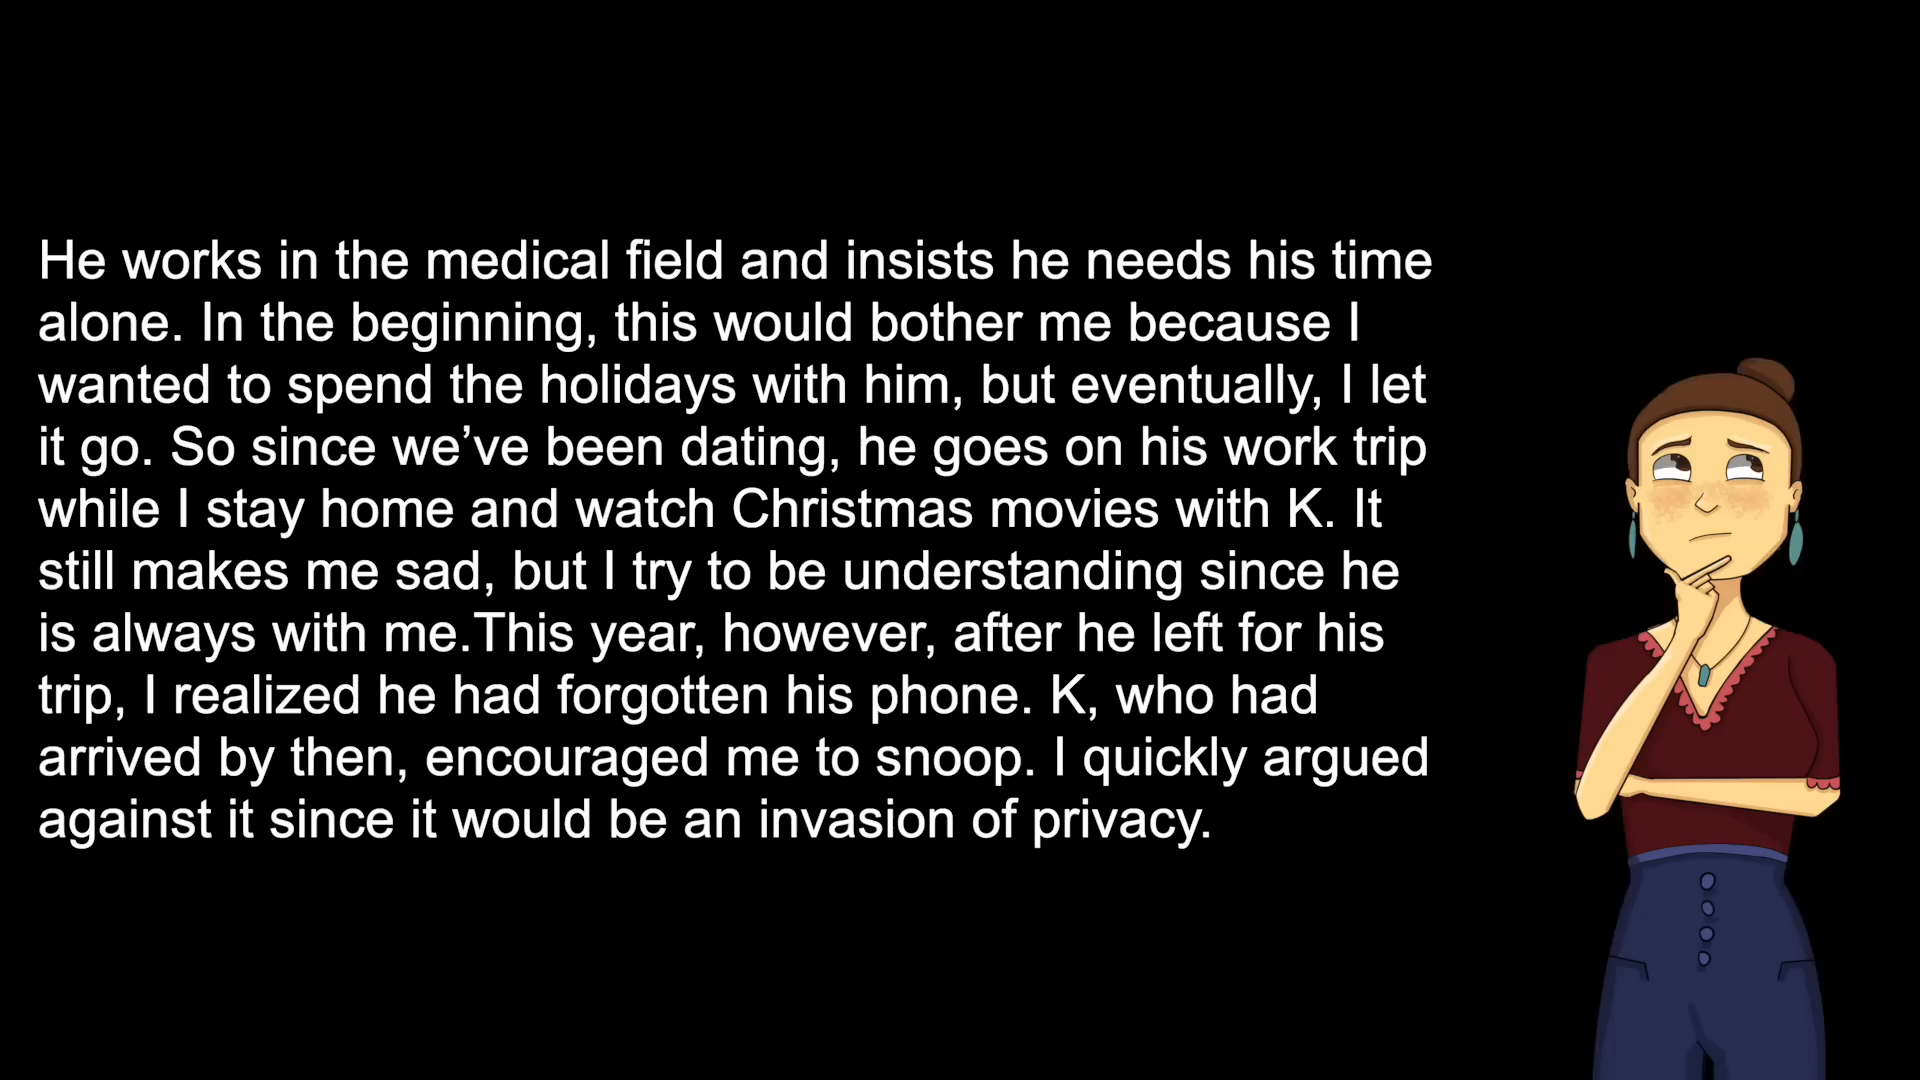 He works in the medical field and insists he needs his time
alone. In the beginning, this would bother me because I
wanted to spend the holidays with him, but eventually, I let
it go. So since we’ve been dating, he goes on his work trip
while I stay home and watch Christmas movies with K. It
still makes me sad, but I try to be understanding since he
is always with me.This year, however, after he left for his
trip, I realized he had forgotten his phone. K, who had
arrived by then, encouraged me to snoop. I quickly argued
against it since it would be an invasion of privacy.